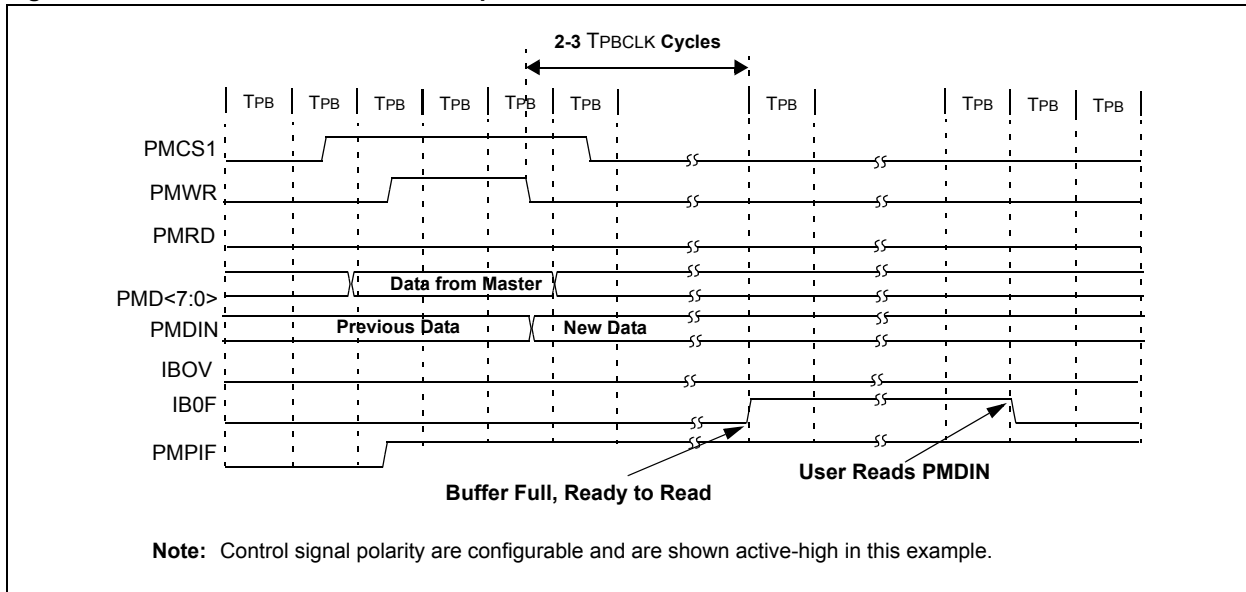 2-3 TPBCLK Cycles
TPB TPB TPB TPB TPB TPB TPB TPB TPB TPB
PMCS1
PMWR
PMRD
Data from Master
PMD<7:0>
PMDIN Previous Data New Data
IBOV
IB0F
PMPIF
User Reads PMDIN
Buffer Full, Ready to Read
Note: Control signal polarity are configurable and are shown active-high in this example.